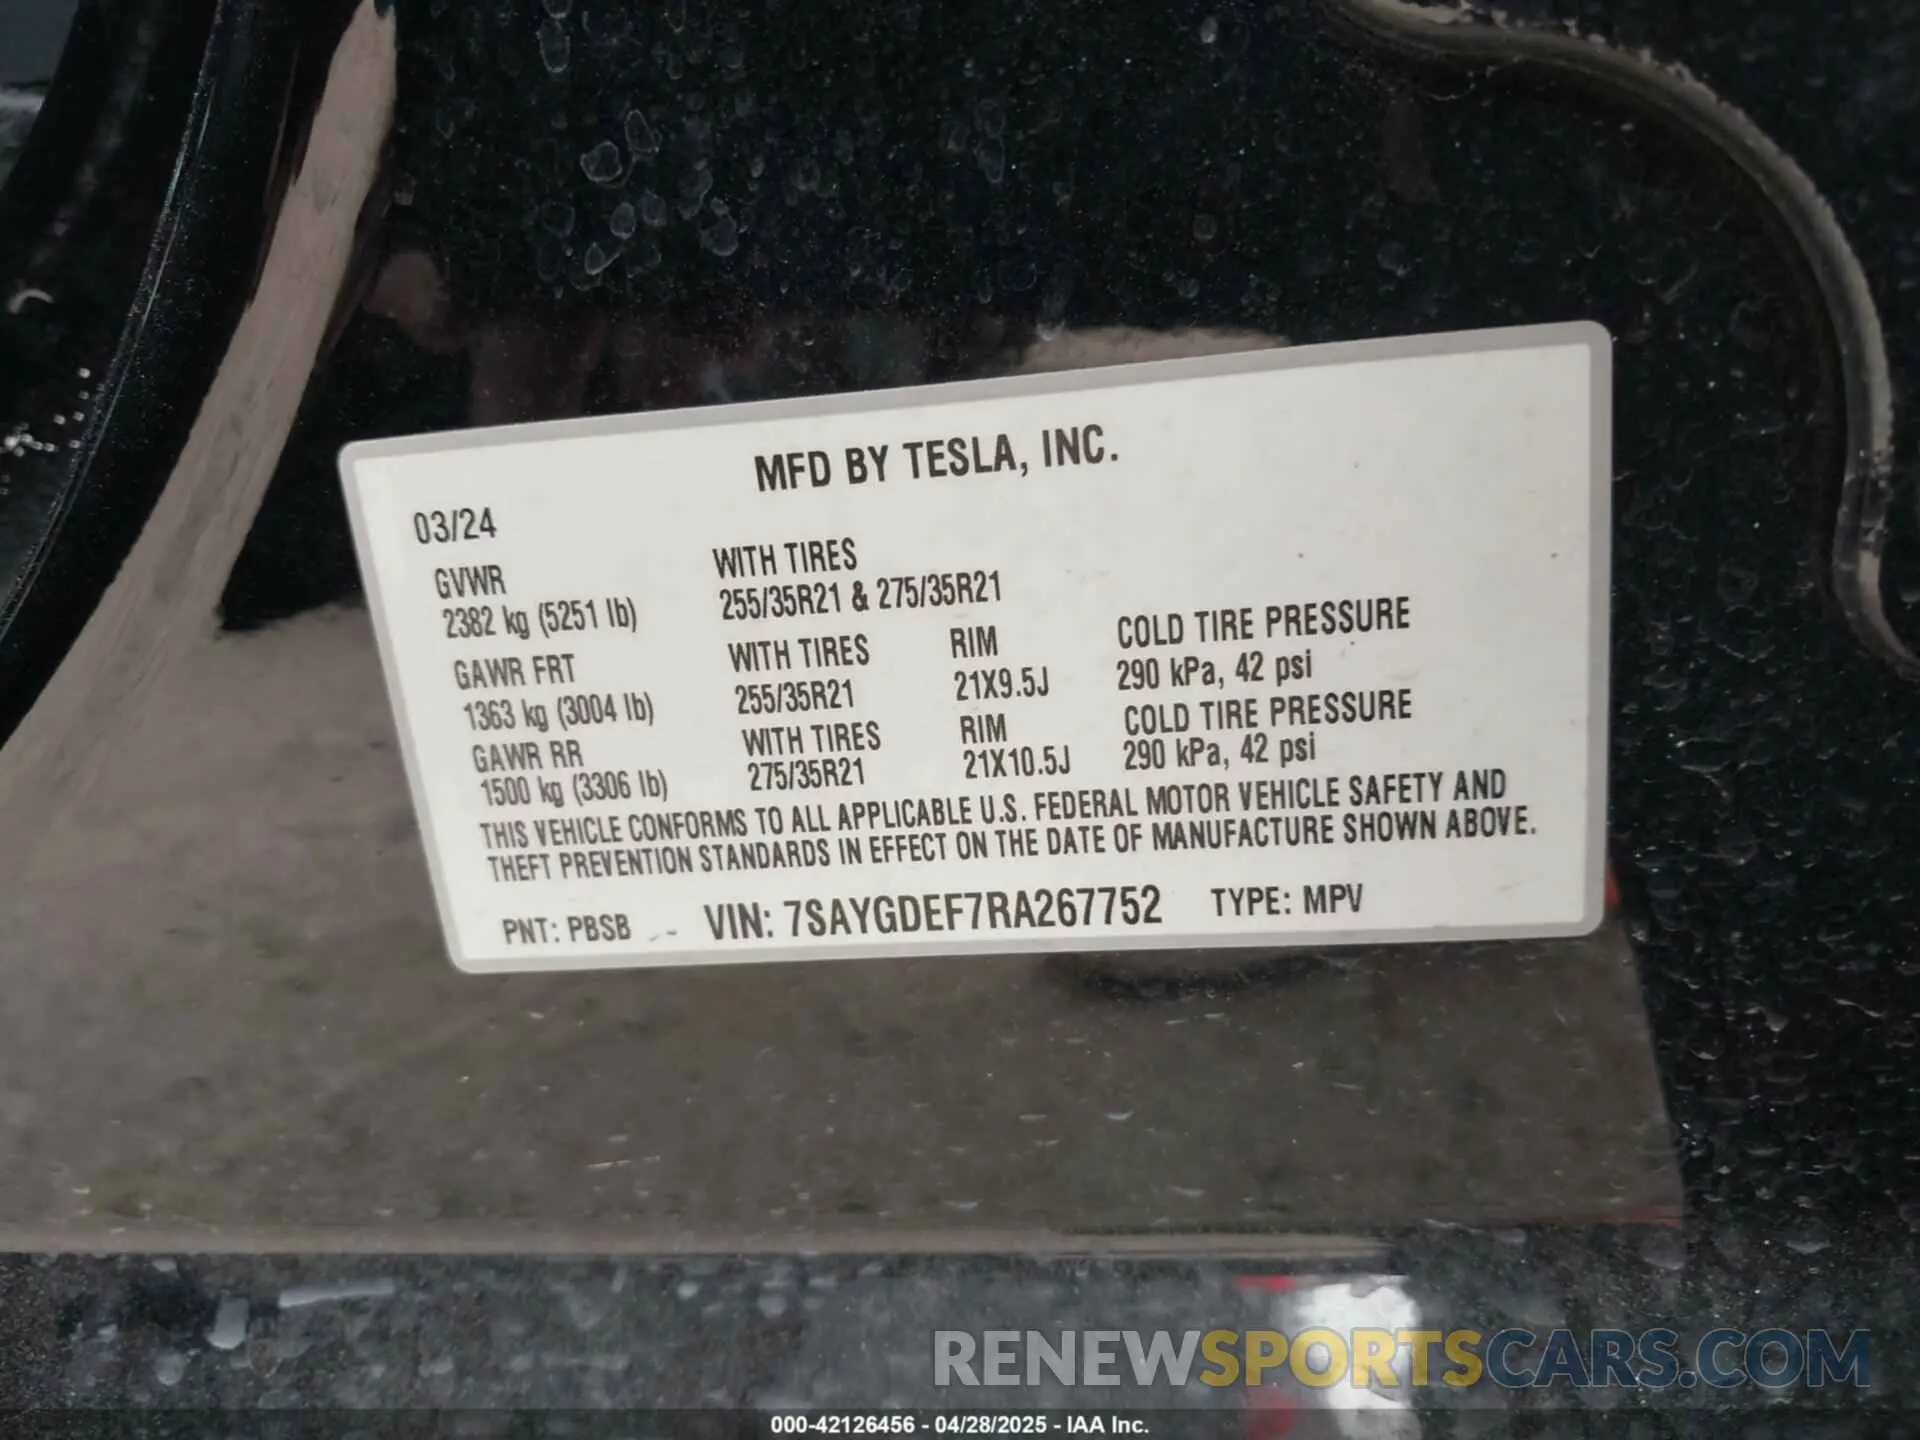 MFD BY TESLA, INC.
03/24
GVWR WITH TIRES
2382 kg (5251 lb) 255/35R21 & 275/35R21
GAWR FRT WITH TIRES RIM COLD TIRE PRESSURE
1363 kg (3004 lb) 255/35R21 21X9.5J 290 kPa, 42 psi
GAWR RR WITH TIRES RIM COLD TIRE PRESSURE
1500 kg (3306 lb) 275/35R21 21X10.5J 290 kPa, 42 psi
THIS VEHICLE CONFORMS TO ALL APPLICABLE U.S. FEDERAL MOTOR VEHICLE SAFETY AND
THEFT PREVENTION STANDARDS IN EFFECT ON THE DATE OF MANUFACTURE SHOWN ABOVE.
PNT: PBSB VIN: 7SAYGDEF7RA267752 TYPE: MPV
RENEWSPORTSCARS.COM
000-42126456 - 04/28/2025 - IAA Inc.